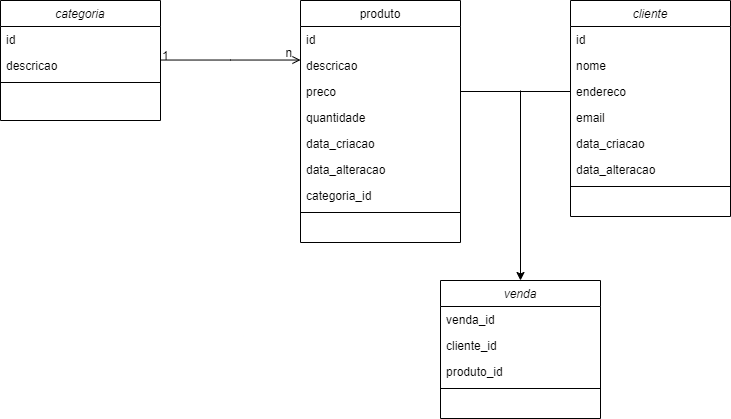 categoria
id
descricao
1
n
produto
id
descricao
preco
quantidade
data_criacao
data_alteracao
categoria_id
cliente
id
nome
endereco
email
data_criacao
data_alteracao
venda
venda_id
cliente_id
produto_id